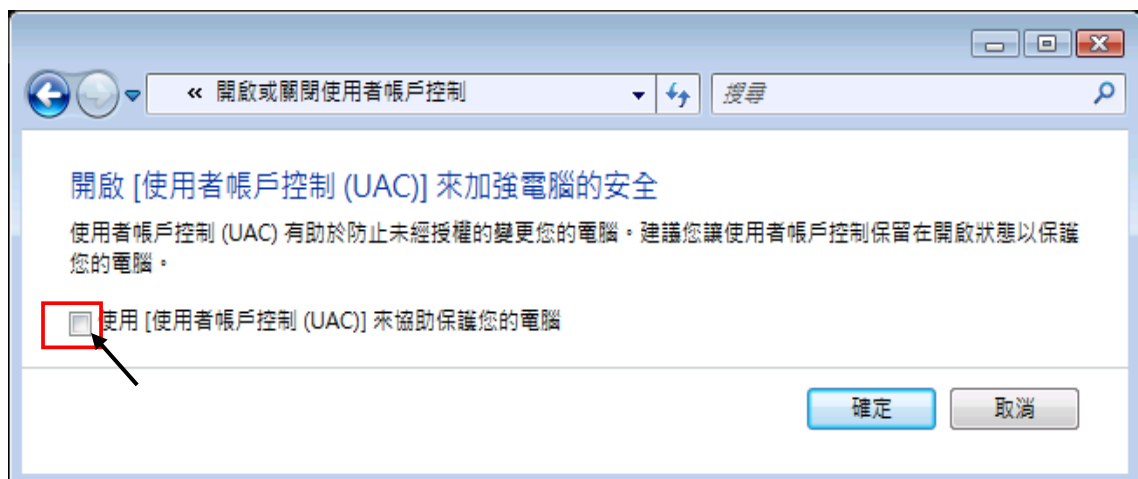 « 開啟或關閉使用者帳戶控制
搜尋
開啟 [使用者帳戶控制 (UAC)] 來加強電腦的安全
使用者帳戶控制 (UAC) 有助於防止未經授權的變更您的電腦。建議您讓使用者帳戶控制保留在開啟狀態以保護
您的電腦。
使用 [使用者帳戶控制 (UAC)] 來協助保護您的電腦
確定
取消